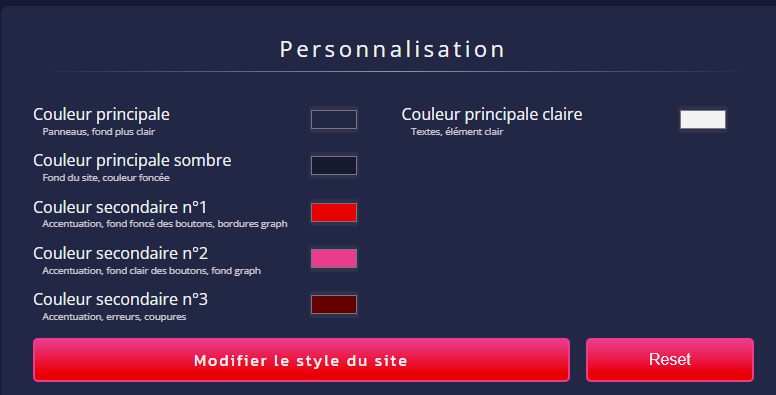 Personnalisation
Couleur principale
Panneaux, fond plus clair
Couleur principale sombre
Fond du site, couleur foncée
Couleur secondaire n°1
Accentuation, fond foncé des boutons, bordures graph
Couleur secondaire n°2
Accentuation, fond clair des boutons, fond graph
Couleur secondaire n°3
Accentuation, erreurs, coupures
Couleur principale claire
Textes, élément clair
Modifier le style du site
Reset